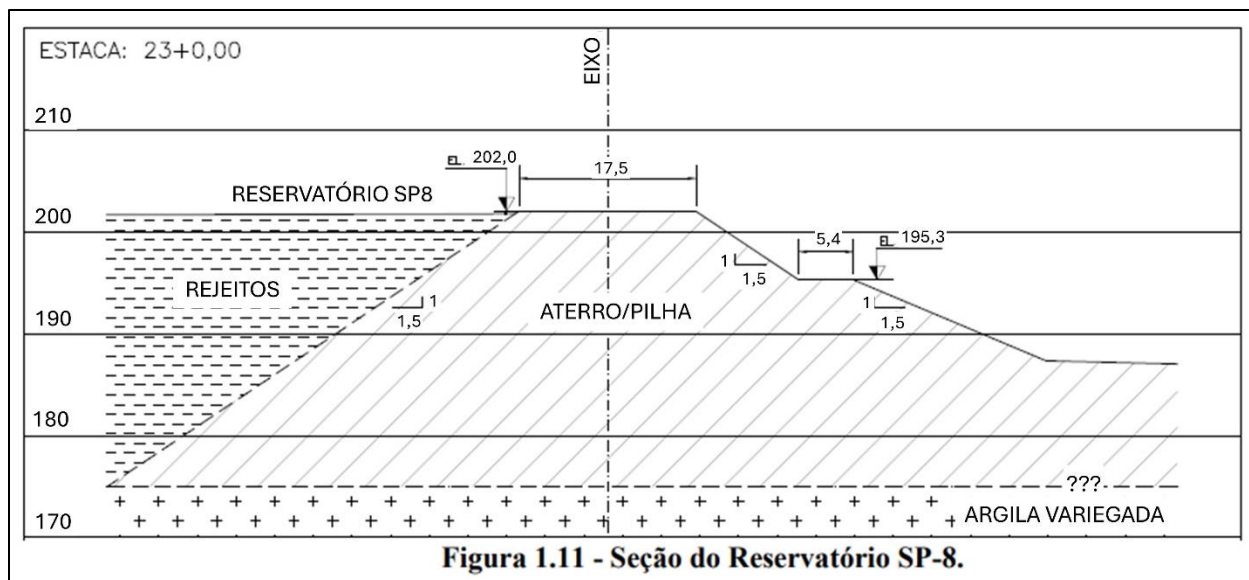 ESTACA: 23+0,00
EIXO
210
EL. 202,0
17,5
RESERVATÓRIO SP8
200
5,4
EL. 195,3
1
1,5
REJEITOS
1
1,5
ATERRO/PILHA
1
1,5
190
180
???
170
ARGILA VARIEGADA
Figura 1.11 - Seção do Reservatório SP-8.